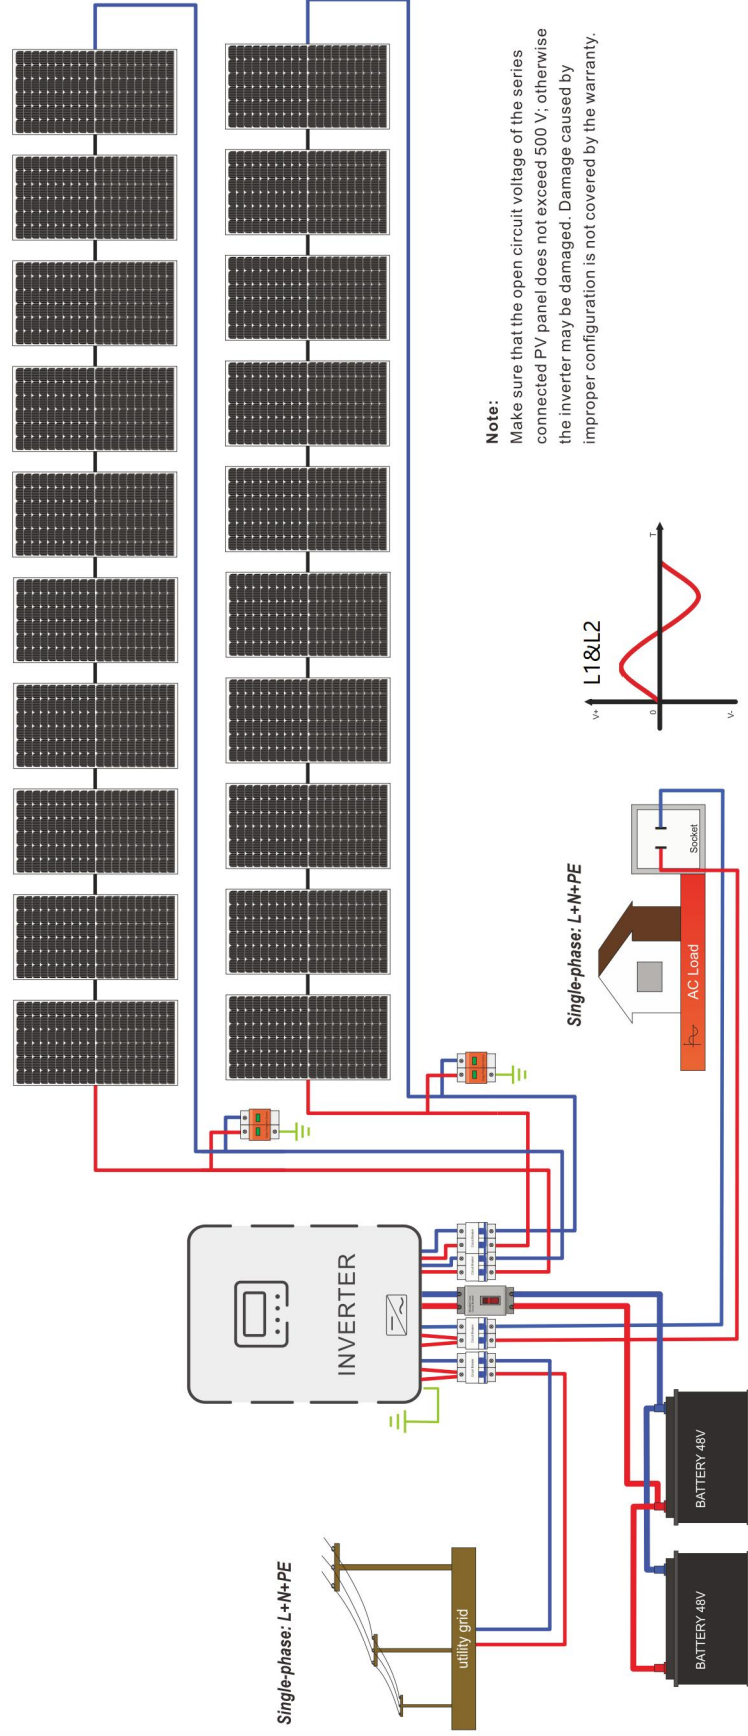 Note:
Make sure that the open circuit voltage of the series
connected PV panel does not exceed 500 V; otherwise
the inverter may be damaged. Damage caused by
improper configuration is not covered by the warranty.
L1&L2
V+
0
V-
T
Single-phase: L+N+PE
AC Load
Socket
INVERTER
Single-phase: L+N+PE
utility grid
BATTERY 48V
BATTERY 48V